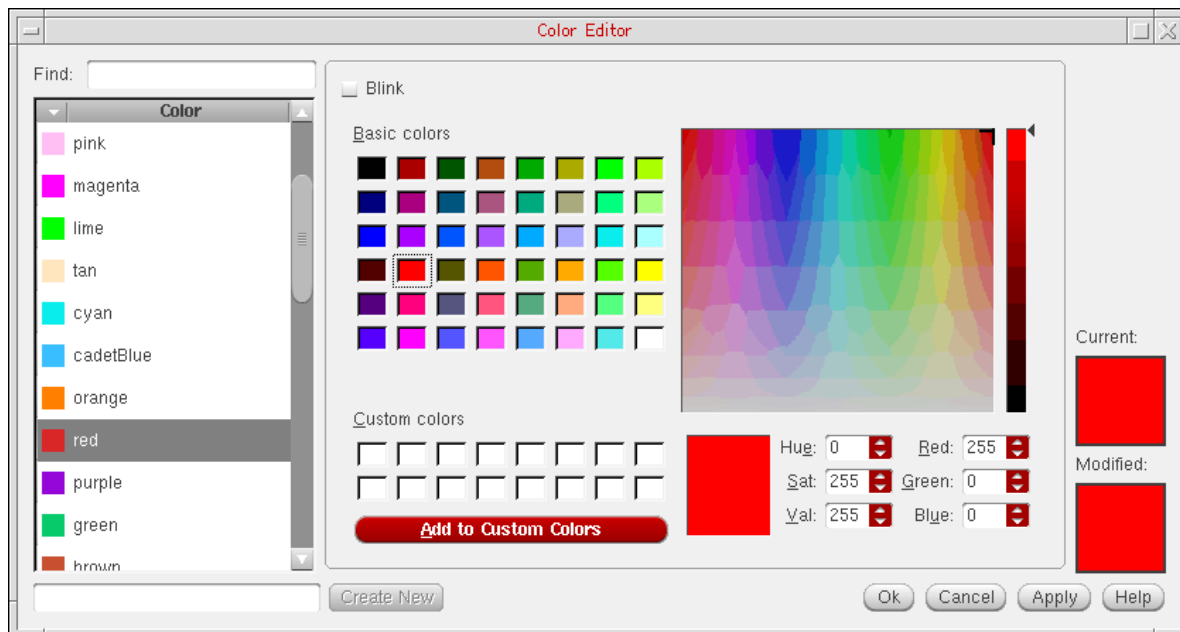 Color Editor
Find:
Color
pink
magenta
lime
tan
cyan
cadetBlue
orange
red
purple
green
brown
Blink
Basic colors
Custom colors
Add to Custom Colors
Hue: 0 Red: 255
Sat: 255 Green: 0
Val: 255 Blue: 0
Current:
Modified:
Create New
Ok Cancel Apply Help